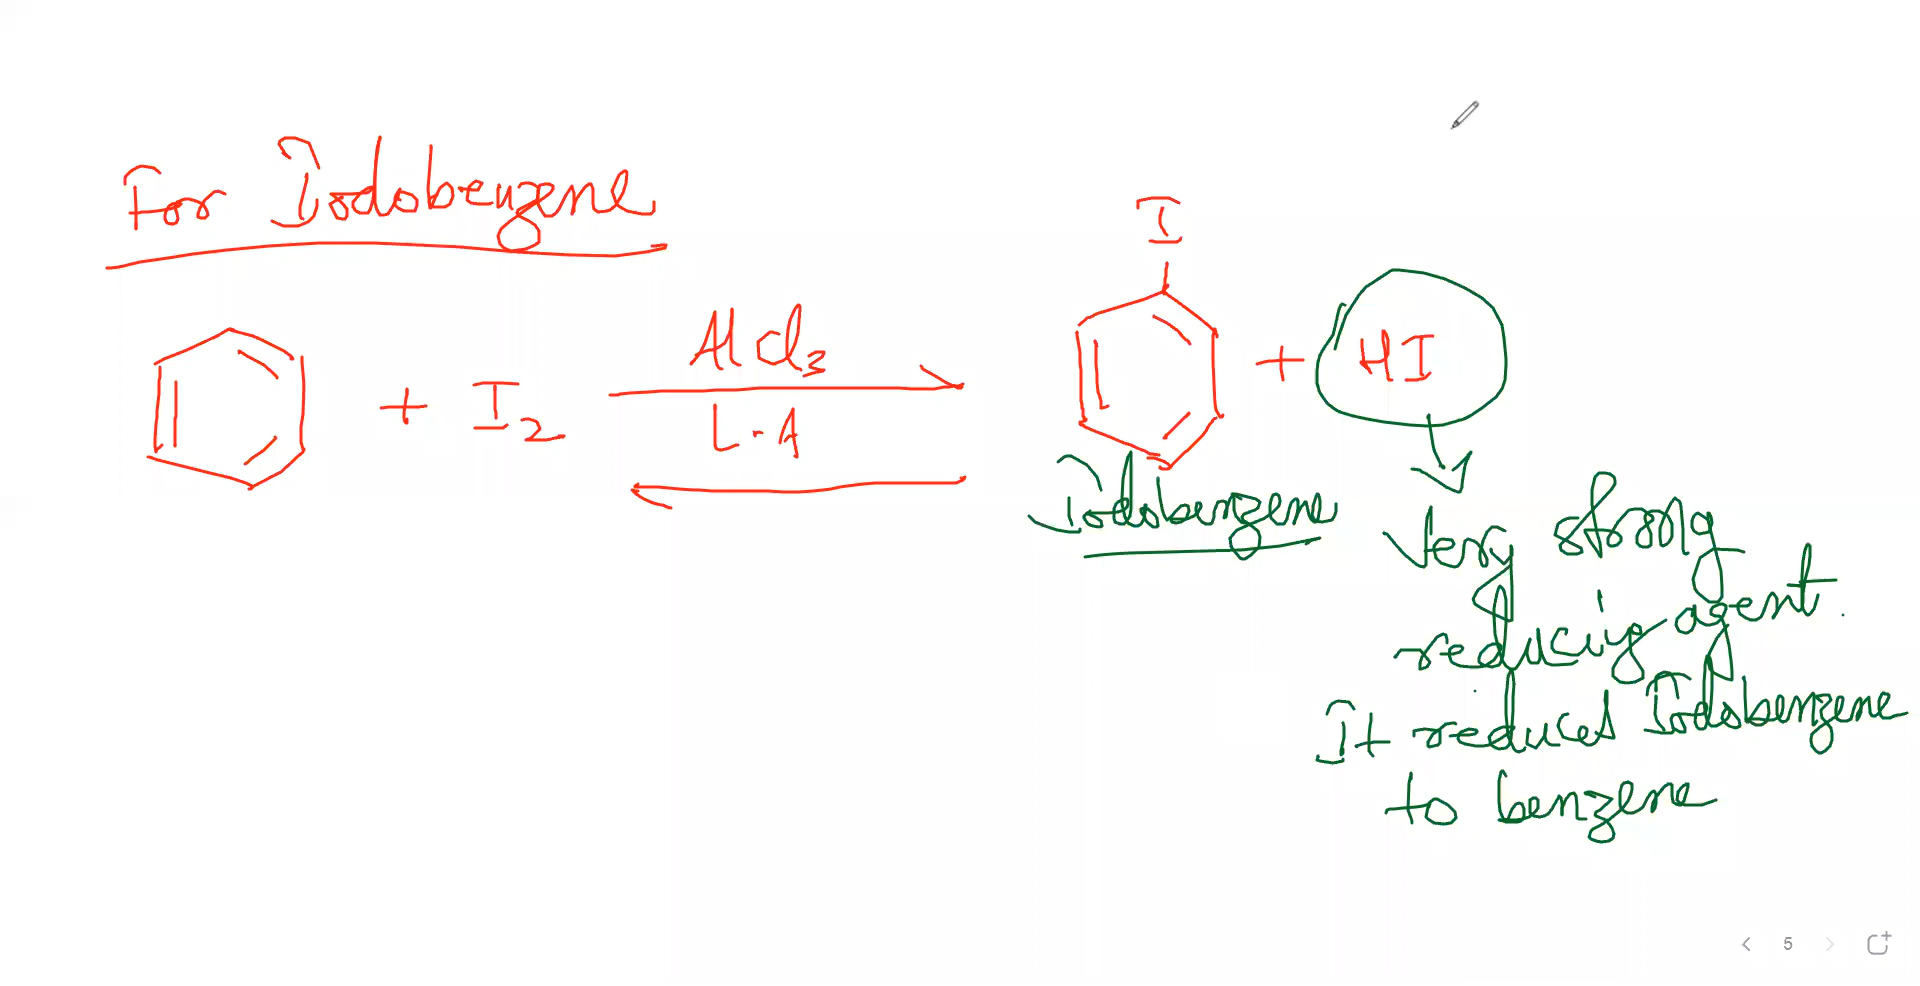 For Iodobenzene
+ I2
AlCl3
L-A
I
+ HI
Iodobenzene
Very strong
reducing agent.
It reduces Iodobenzene
to benzene
5